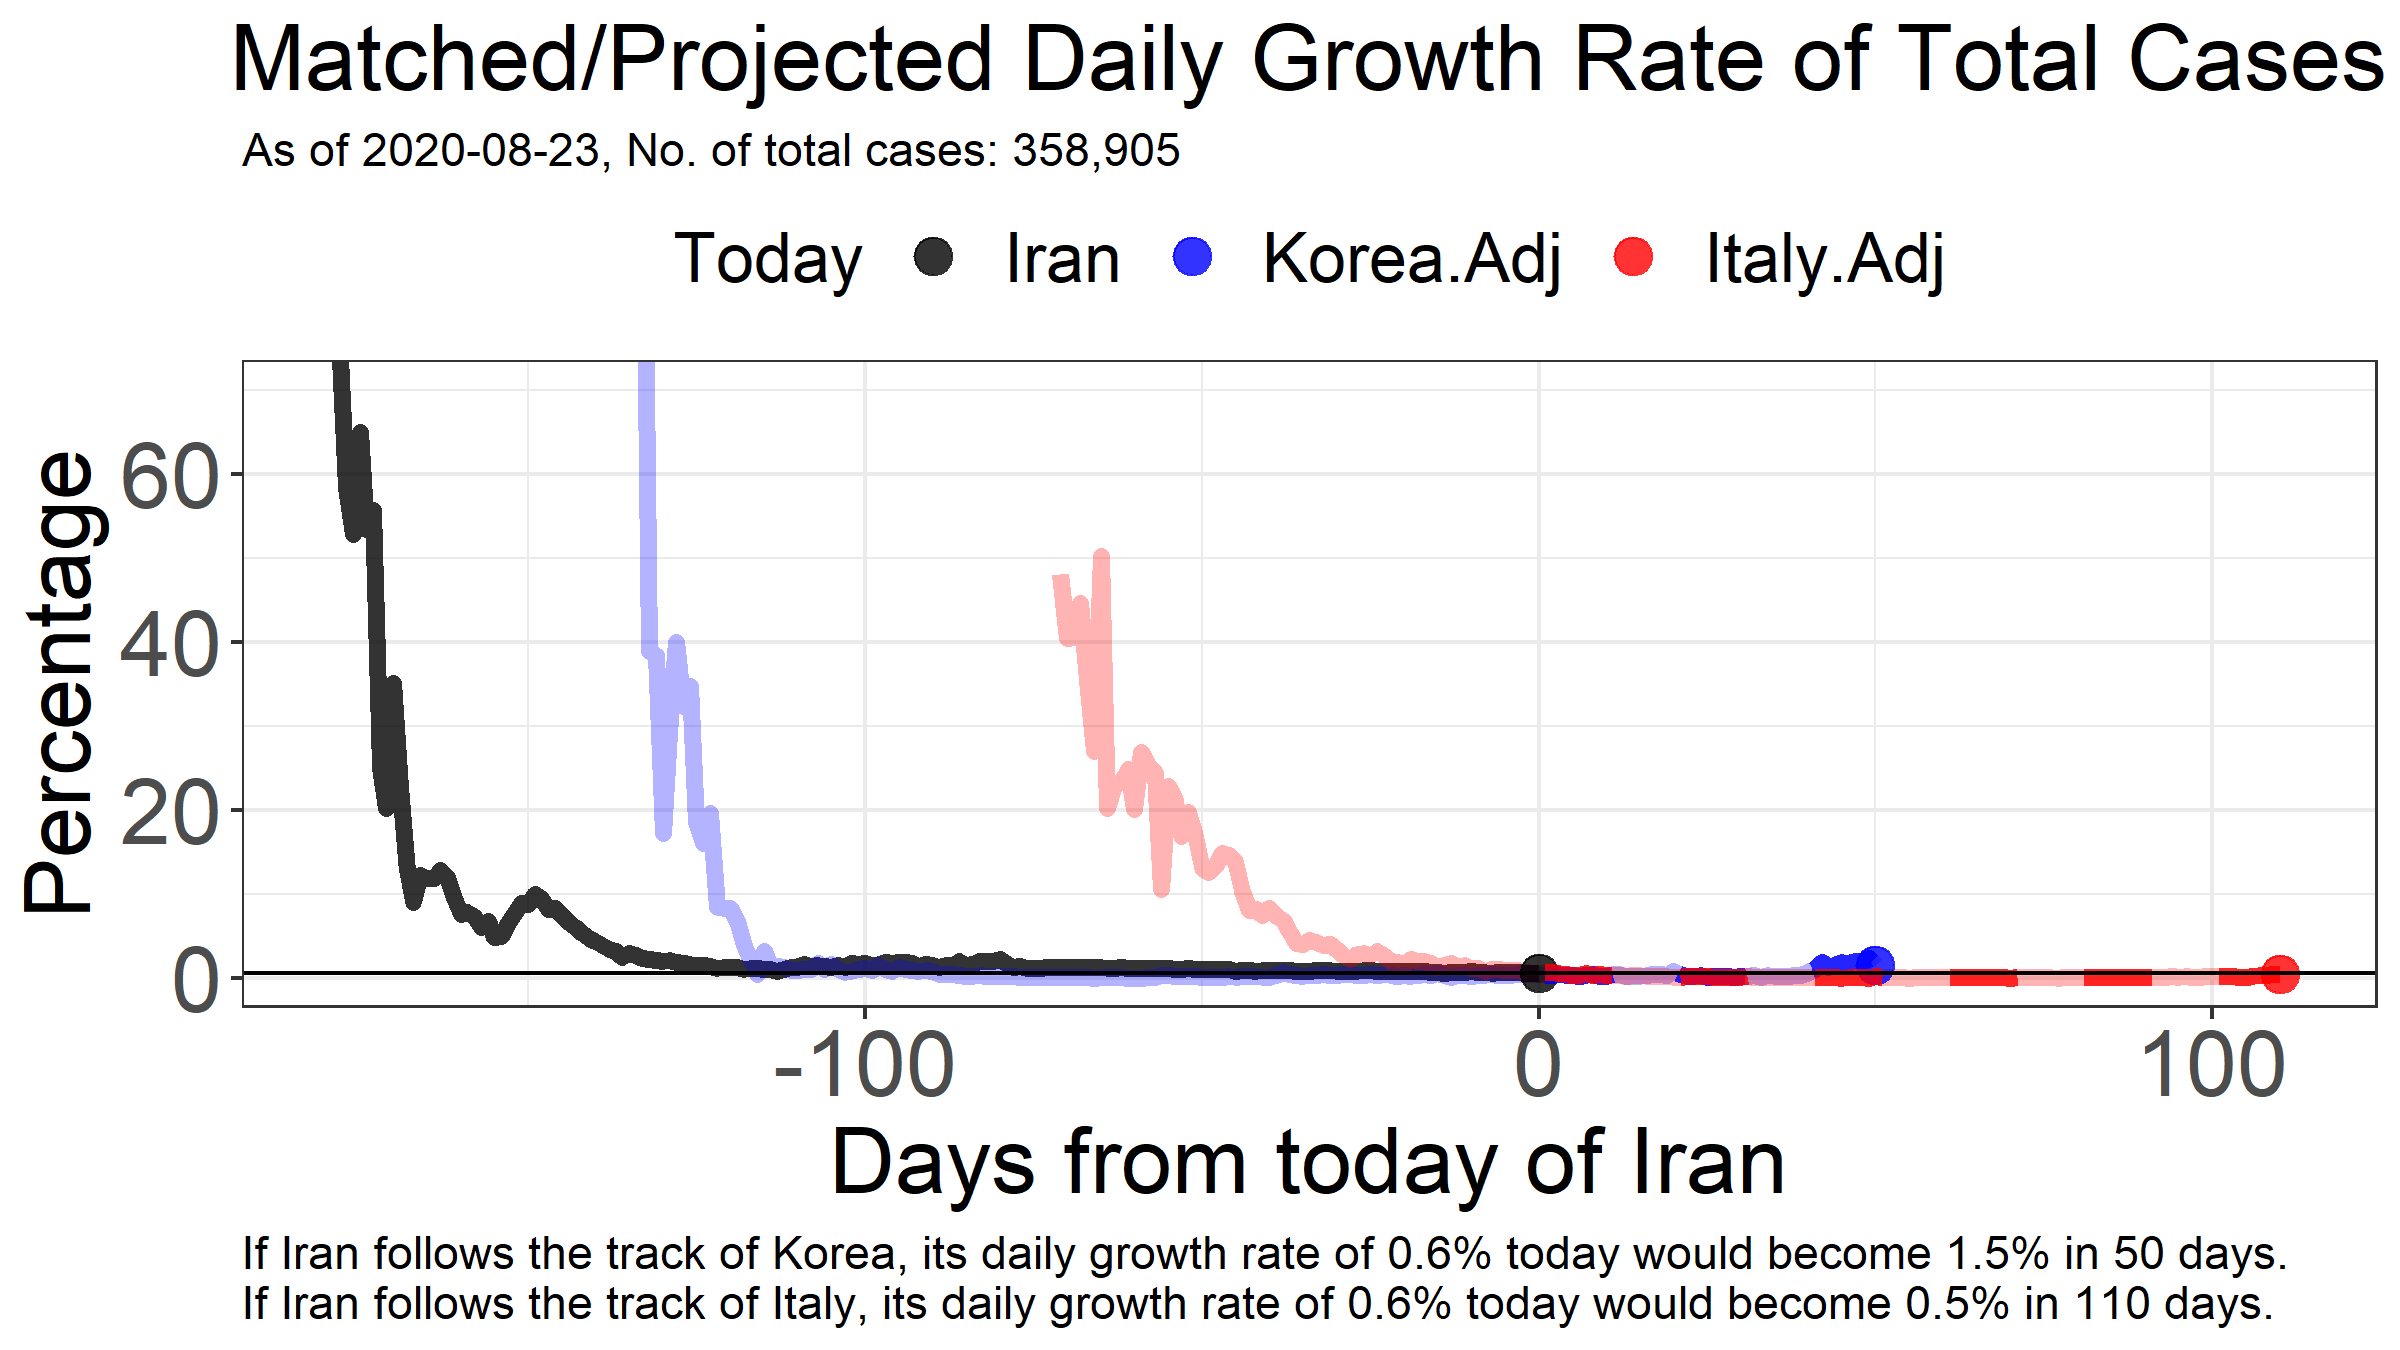 Matched/Projected Daily Growth Rate of Total Cases
As of 2020-08-23, No. of total cases: 358,905
Today Iran Korea.Adj Italy.Adj
Percentage
60
40
20
0
-100 0 100
Days from today of Iran
If Iran follows the track of Korea, its daily growth rate of 0.6% today would become 1.5% in 50 days.
If Iran follows the track of Italy, its daily growth rate of 0.6% today would become 0.5% in 110 days.